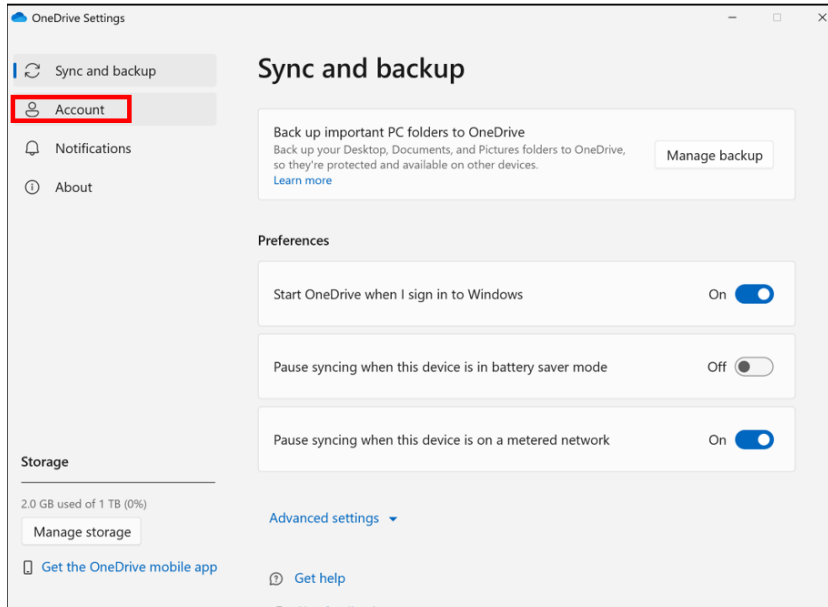 OneDrive Settings
Sync and backup
Account
Notifications
About
Storage
2.0 GB used of 1 TB (0%)
Manage storage
Get the OneDrive mobile app
Sync and backup
Back up important PC folders to OneDrive
Back up your Desktop, Documents, and Pictures folders to OneDrive,
so they're protected and available on other devices.
Learn more
Manage backup
Preferences
Start OneDrive when I sign in to Windows
On
Pause syncing when this device is in battery saver mode
Off
Pause syncing when this device is on a metered network
On
Advanced settings
Get help